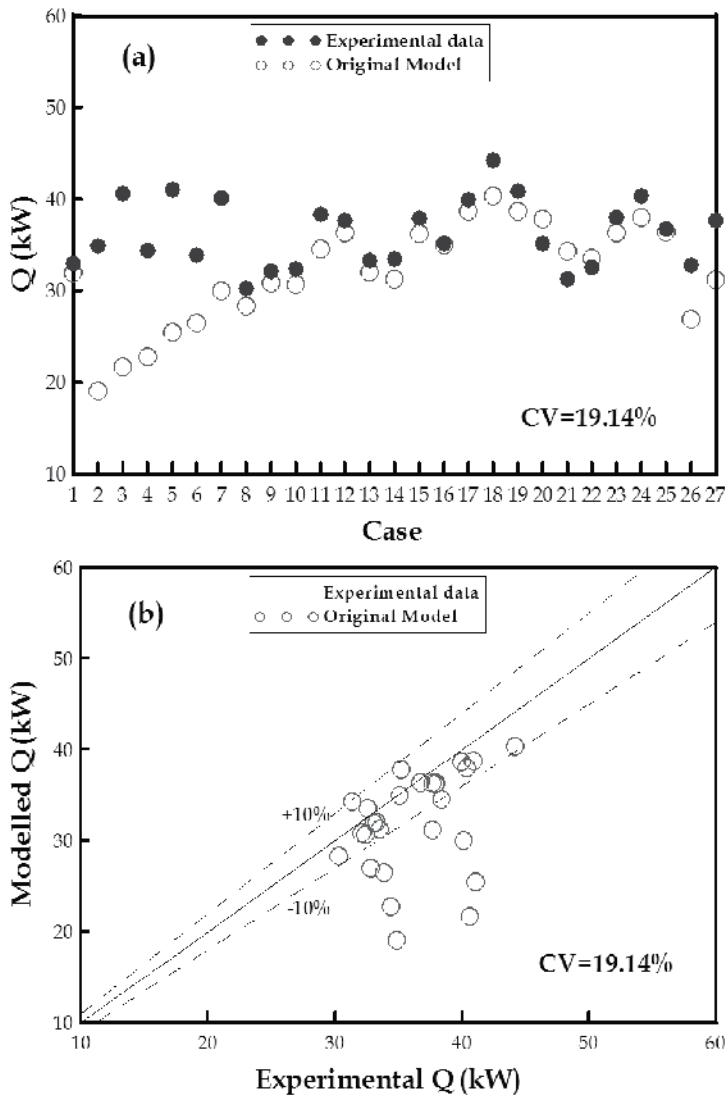 60
50
40
30
20
10
Q (kW)
(a)
Experimental data
Original Model
CV=19.14%
1 2 3 4 5 6 7 8 9 10 11 12 13 14 15 16 17 18 19 20 21 22 23 24 25 26 27
Case
60
50
40
30
20
10
Modelled Q (kW)
(b)
Experimental data
Original Model
+10%
-10%
CV=19.14%
10 20 30 40 50 60
Experimental Q (kW)